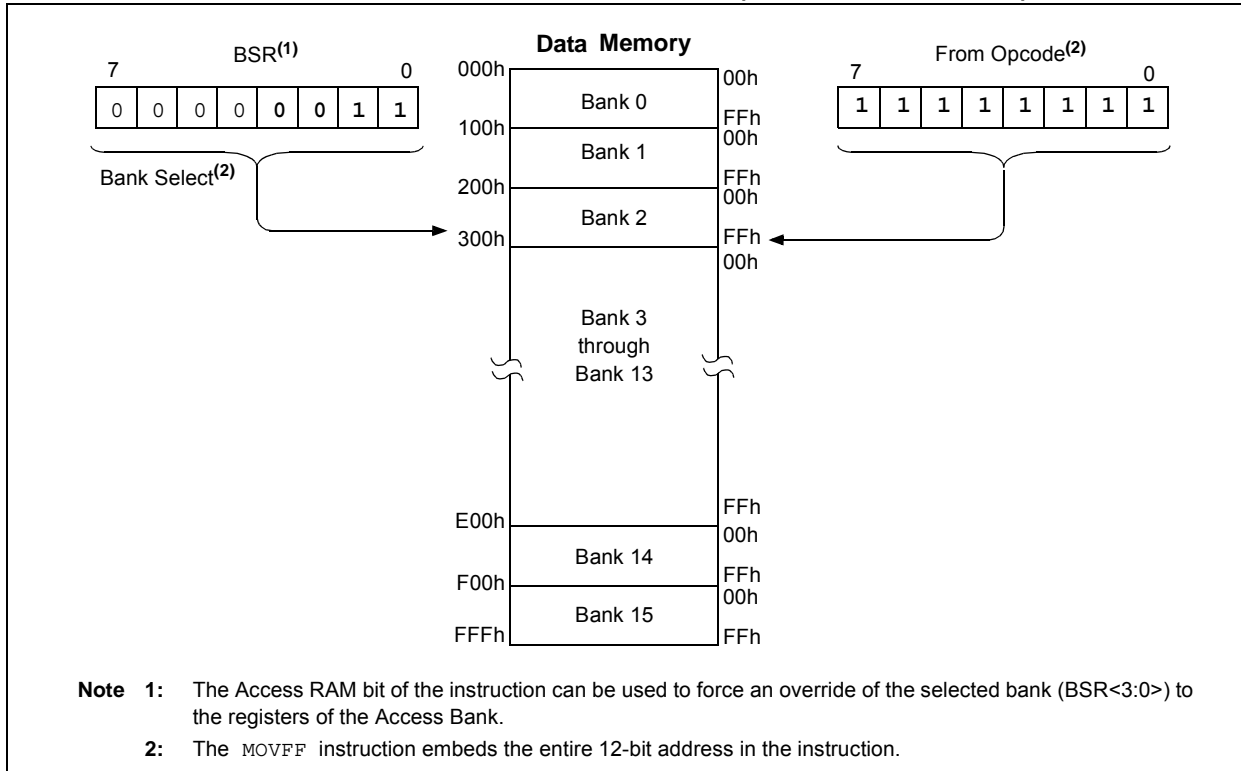 Data Memory
BSR(1)
7 0
0 0 0 0 0 0 1 1
Bank Select(2)
From Opcode(2)
7 0
1 1 1 1 1 1 1 1
000h
00h
Bank 0
FFh
100h
00h
Bank 1
FFh
200h
00h
Bank 2
FFh
300h
00h
Bank 3
through
Bank 13
FFh
E00h
00h
Bank 14
FFh
F00h
00h
Bank 15
FFFh
FFh
Note 1: The Access RAM bit of the instruction can be used to force an override of the selected bank (BSR<3:0>) to
the registers of the Access Bank.
2: The MOVFF instruction embeds the entire 12-bit address in the instruction.